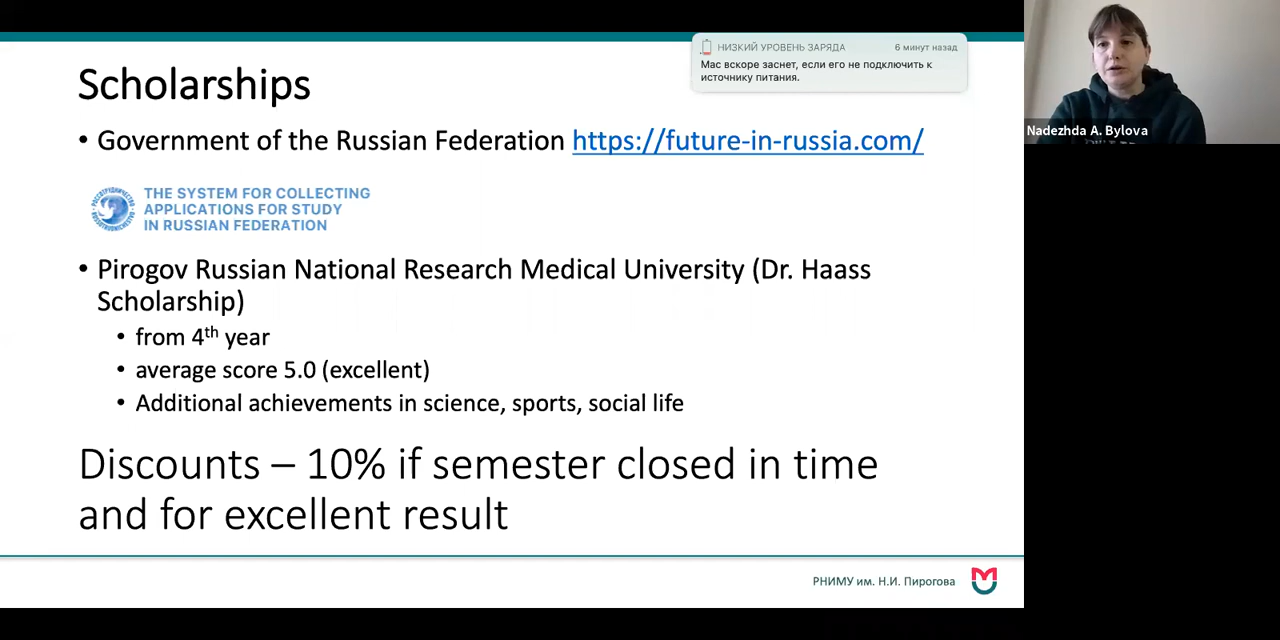 НИЗКИЙ УРОВЕНЬ ЗАРЯДА 6 минут назад
Mac вскоре заснет, если его не подключить к
источнику питания.
Nadezhda A. Bylova
Scholarships
• Government of the Russian Federation https://future-in-russia.com/
THE SYSTEM FOR COLLECTING
APPLICATIONS FOR STUDY
IN RUSSIAN FEDERATION
• Pirogov Russian National Research Medical University (Dr. Haass
Scholarship)
• from 4th year
• average score 5.0 (excellent)
• Additional achievements in science, sports, social life
Discounts – 10% if semester closed in time
and for excellent result
РНИМУ им. Н.И. Пирогова